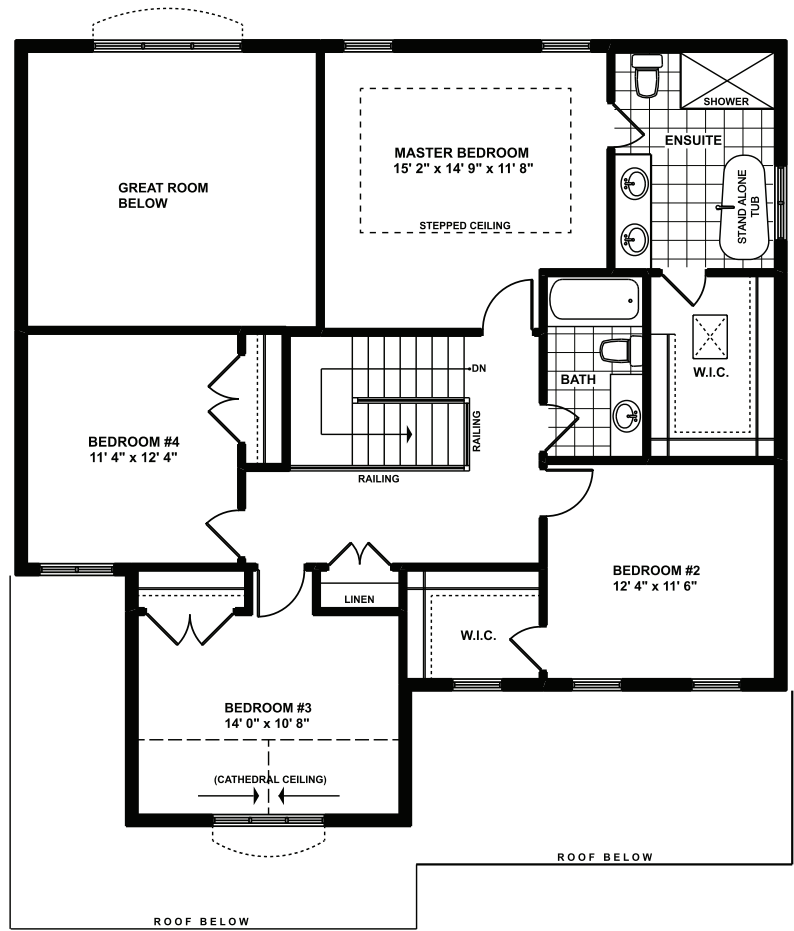 SHOWER
ENSUITE
MASTER BEDROOM
15' 2" x 14' 9" x 11' 8"
GREAT ROOM
BELOW
STAND ALONE
TUB
STEPPED CEILING
DN
W.I.C.
BATH
RAILING
BEDROOM #4
11' 4" x 12' 4"
RAILING
BEDROOM #2
12' 4" x 11' 6"
LINEN
W.I.C.
BEDROOM #3
14' 0" x 10' 8"
(CATHEDRAL CEILING)
ROOF BELOW
ROOF BELOW